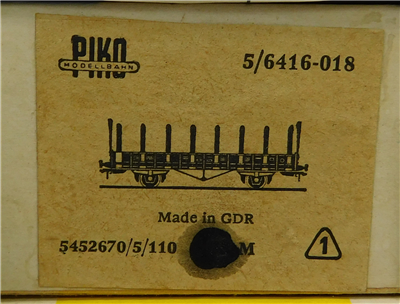 PIKO
MODELLBAHN
5/6416-018
Made in GDR
5452670/5/110 M
1